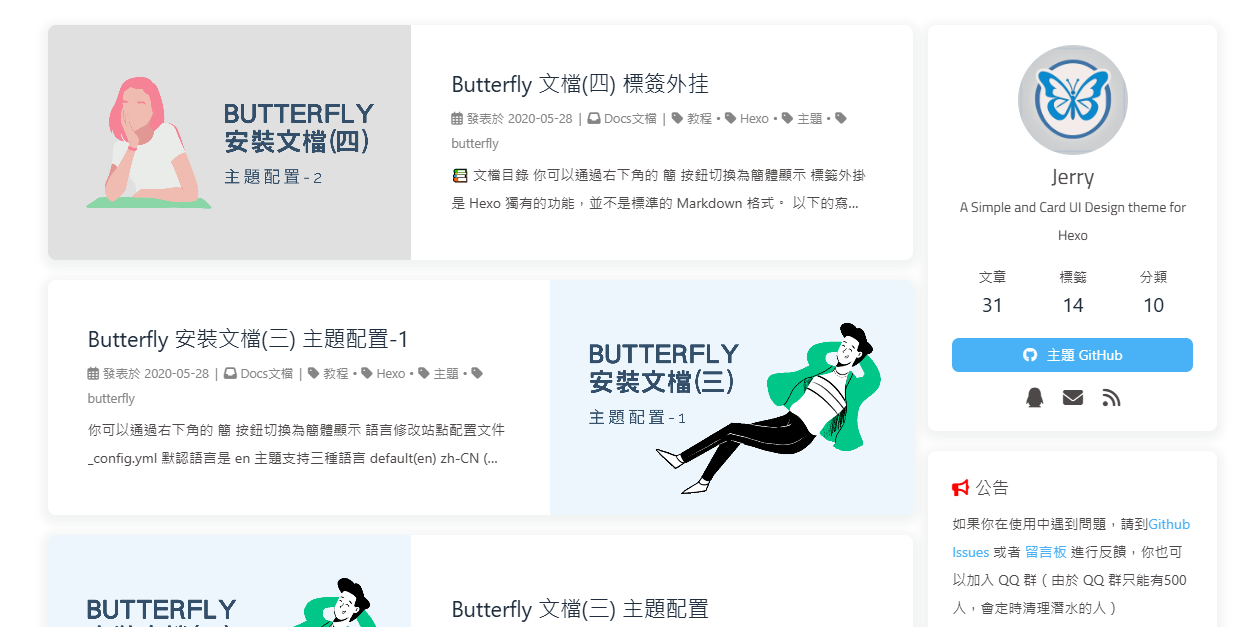 BUTTERFLY
安裝文檔(四)
主題配置-2
Butterfly 文檔(四) 標簽外挂
發表於 2020-05-28 | Docs文檔 | 教程 • Hexo • 主題 •
butterfly
文檔目錄 你可以通過右下角的 簡 按鈕切換為簡體顯示 標籤外掛
是 Hexo 獨有的功能，並不是標準的 Markdown 格式。 以下的寫...
Butterfly 安裝文檔(三) 主題配置-1
發表於 2020-05-28 | Docs文檔 | 教程 • Hexo • 主題 •
butterfly
你可以通過右下角的 簡 按鈕切換為簡體顯示 語言修改站點配置文件
_config.yml 默認語言是 en 主題支持三種語言 default(en) zh-CN (...
BUTTERFLY
安裝文檔(三)
主題配置-1
BUTTERFLY
Butterfly 文檔(三) 主題配置
Jerry
A Simple and Card UI Design theme for
Hexo
文章 標籤 分類
31 14 10
主題 GitHub
公告
如果你在使用中遇到問題，請到Github
Issues 或者 留言板 進行反饋，你也可
以加入 QQ 群（由於 QQ 群只能有500
人，會定時清理潛水的人）